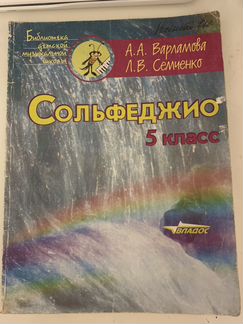 Библиотека
детской
музыкальной
школы
А.А. Варламова
Л.В. Семченко
Сольфеджио
5 класс
ВЛАДОС